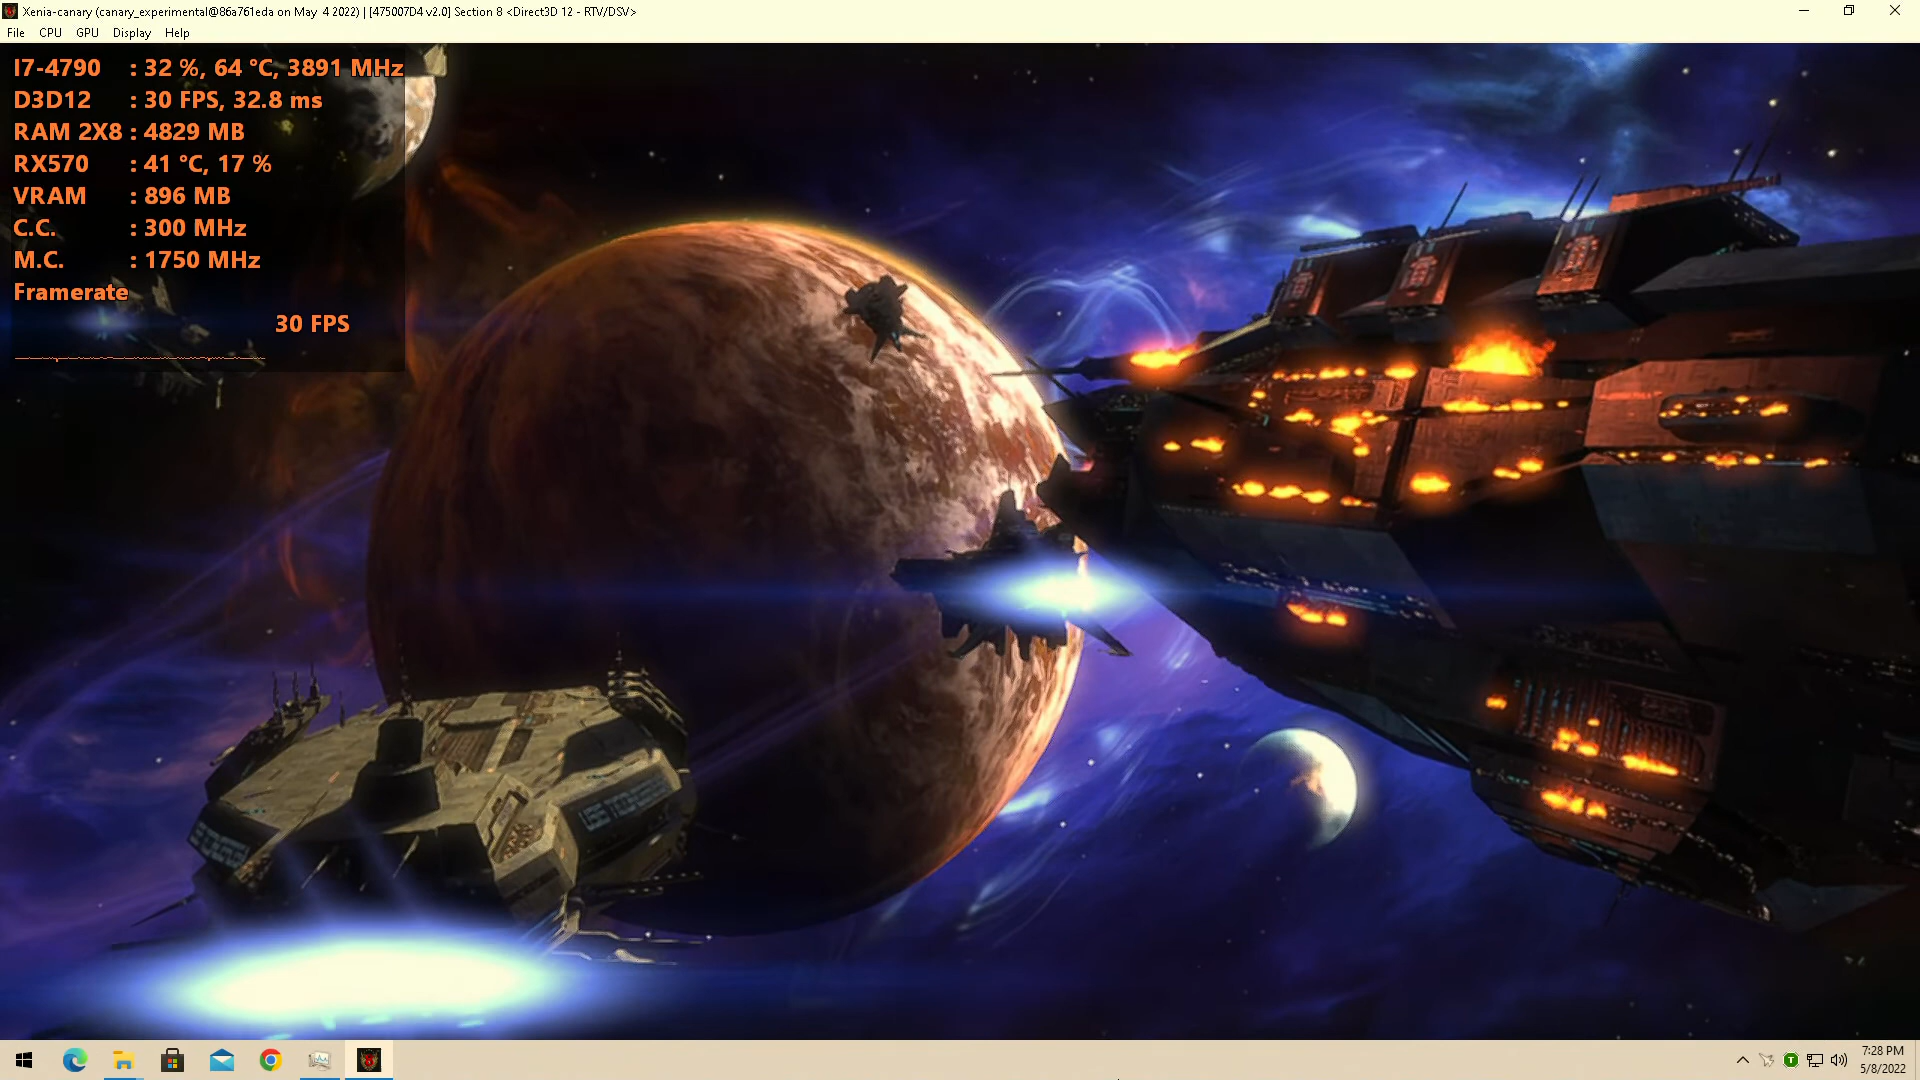 Xenia-canary (canary_experimental@86a761eda on May 4 2022) | [475007D4 v2.0] Section 8 <Direct3D 12 - RTV/DSV>
File CPU GPU Display Help
I7-4790 : 32 %, 64 °C, 3891 MHz
D3D12 : 30 FPS, 32.8 ms
RAM 2X8 : 4829 MB
RX570 : 41 °C, 17 %
VRAM : 896 MB
C.C. : 300 MHz
M.C. : 1750 MHz
Framerate
30 FPS
T
7:28 PM
5/8/2022